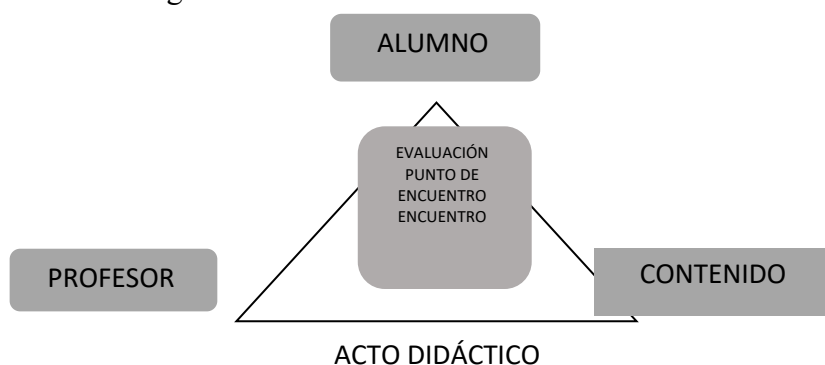 ALUMNO
EVALUACIÓN
PUNTO DE
ENCUENTRO
ENCUENTRO
PROFESOR
CONTENIDO
ACTO DIDÁCTICO